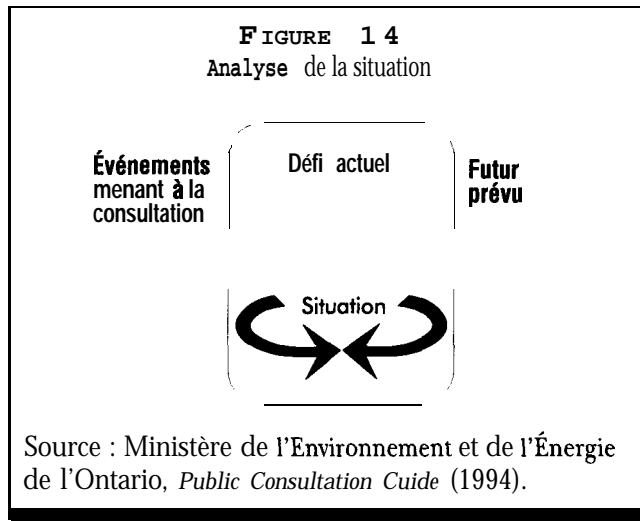 FIGURE 14
Analyse de la situation
Événements
menant à la
consultation
Défi actuel
Futur
prévu
Situation
Source : Ministère de l'Environnement et de l'Énergie
de l'Ontario, Public Consultation Cuide (1994).